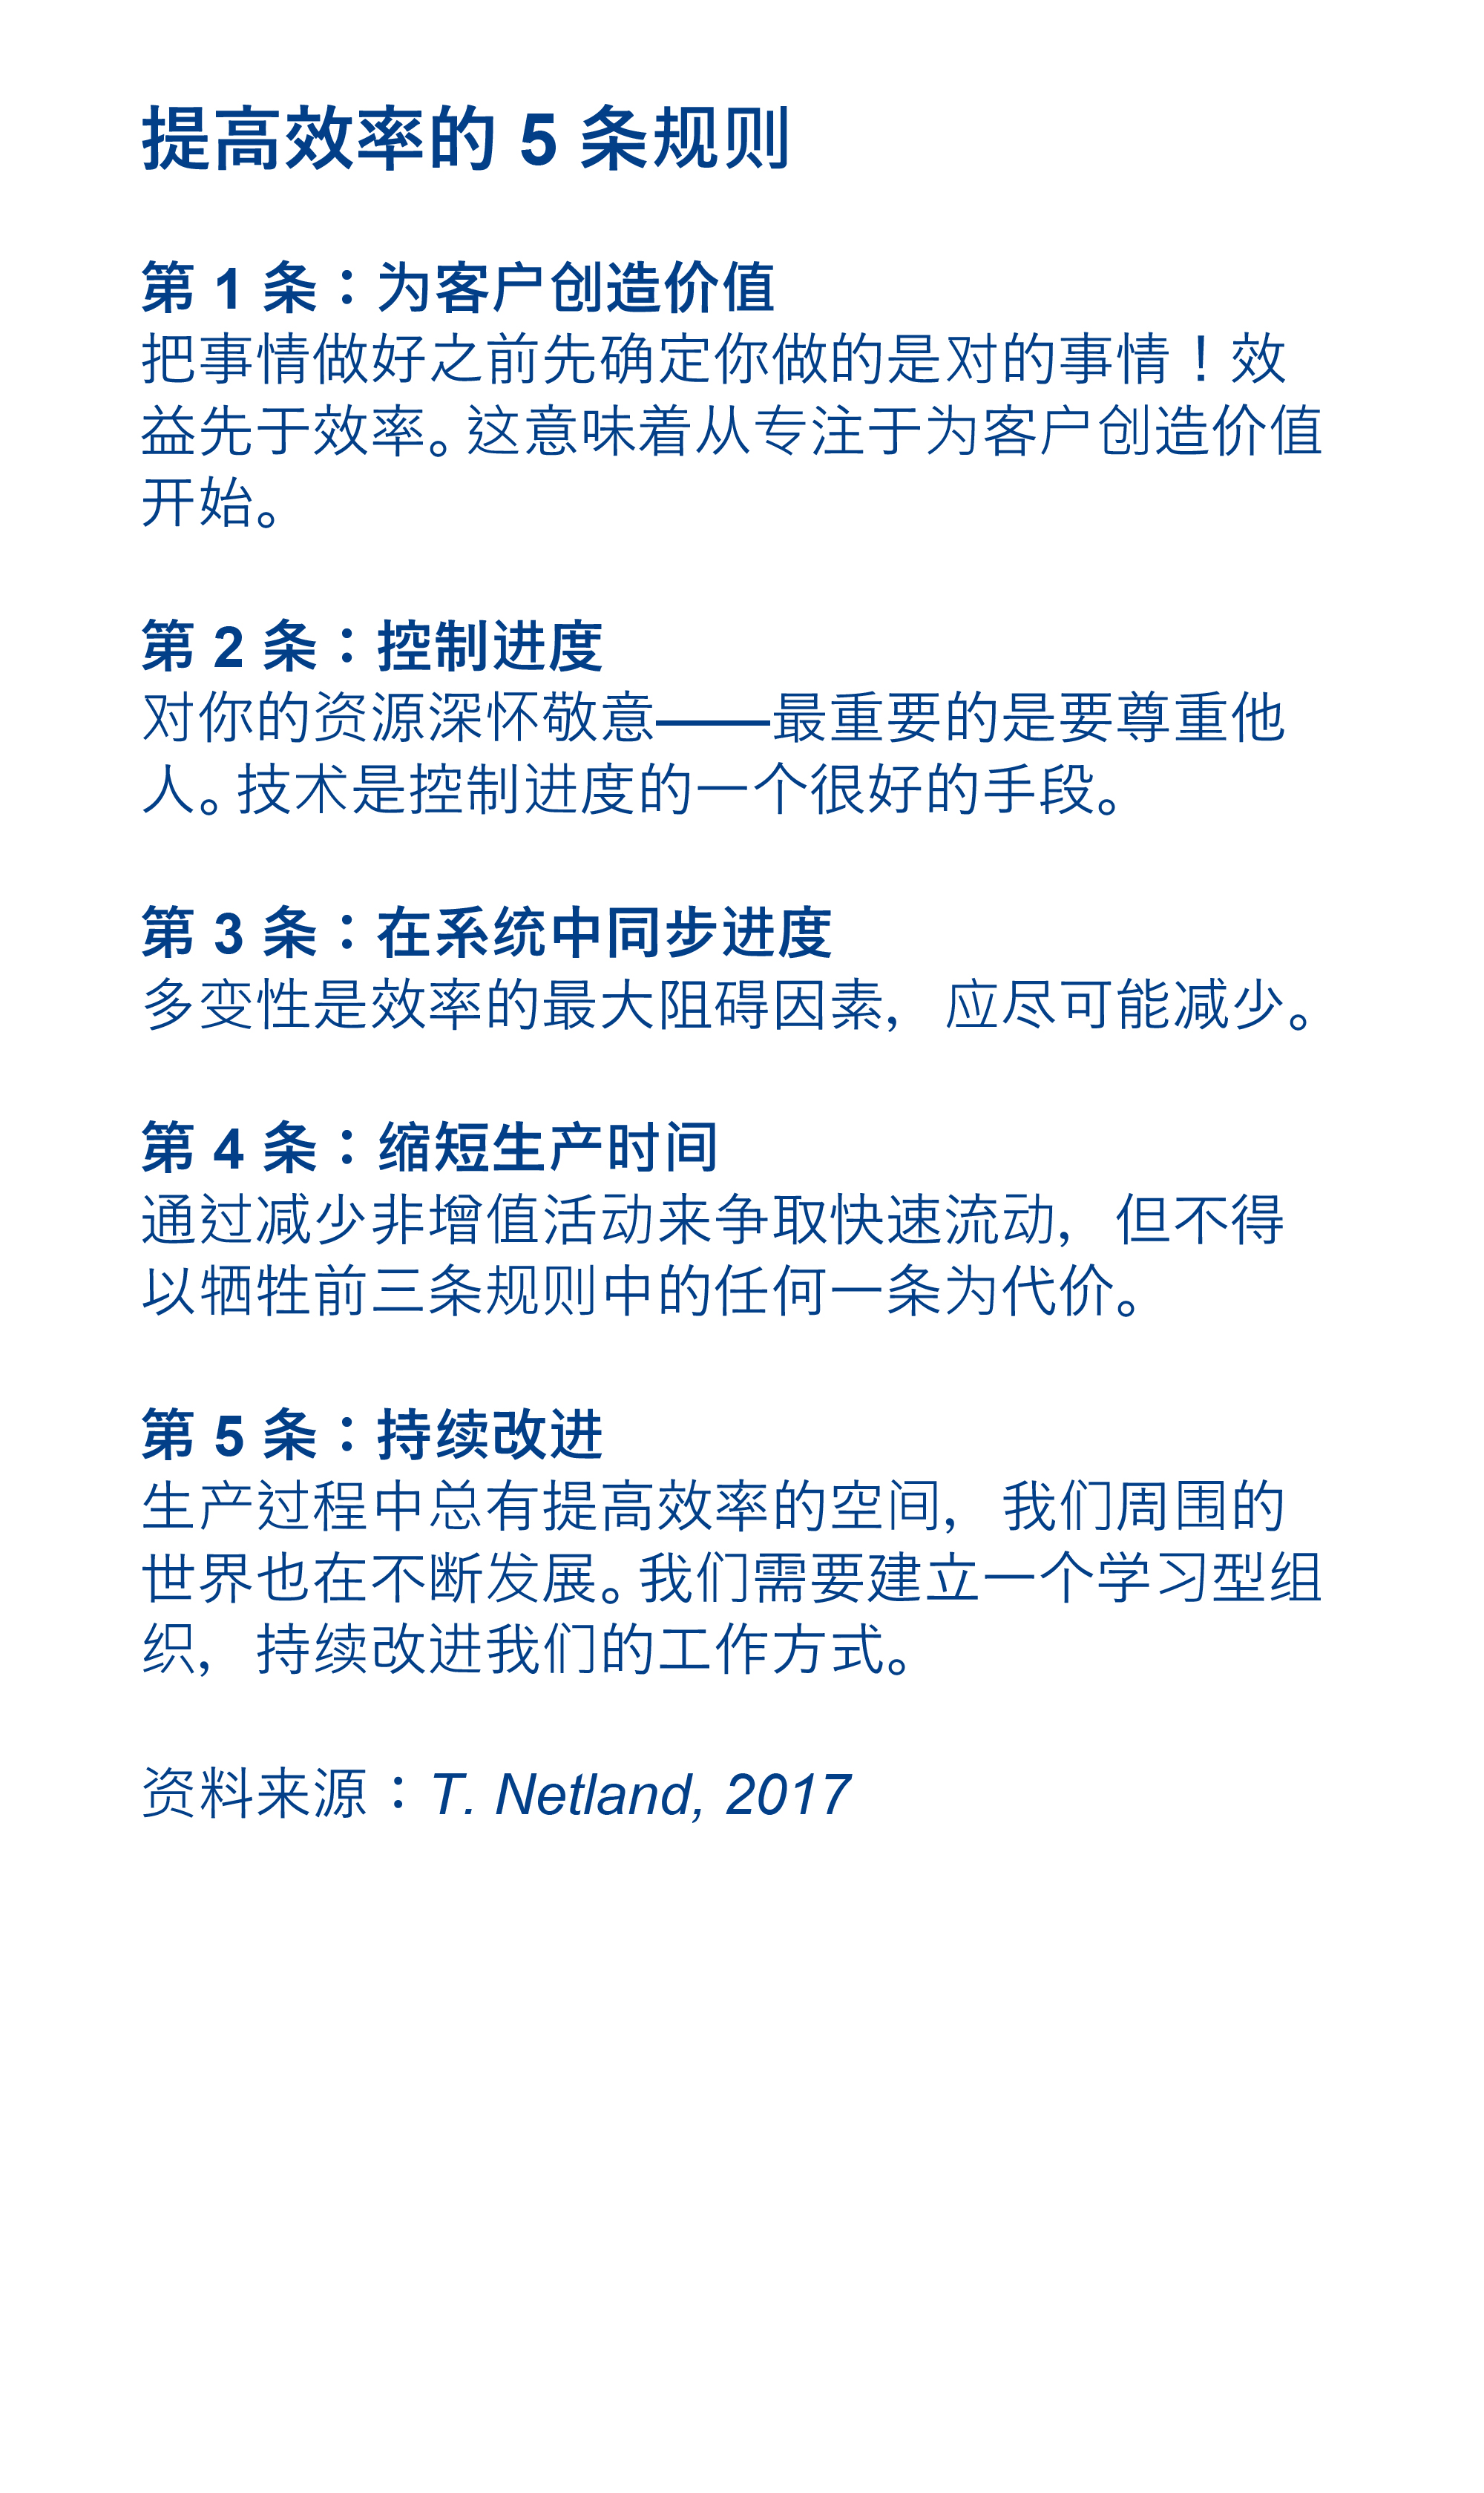 提高效率的 5 条规则
第 1 条：为客户创造价值
把事情做好之前先确定你做的是对的事情！效
益先于效率。这意味着从专注于为客户创造价值
开始。
第 2 条：控制进度
对你的资源深怀敬意——最重要的是要尊重他
人。技术是控制进度的一个很好的手段。
第 3 条：在系统中同步进度
多变性是效率的最大阻碍因素，应尽可能减少。
第 4 条：缩短生产时间
通过减少非增值活动来争取快速流动，但不得
以牺牲前三条规则中的任何一条为代价。
第 5 条：持续改进
生产过程中总有提高效率的空间，我们周围的
世界也在不断发展。我们需要建立一个学习型组
织，持续改进我们的工作方式。
资料来源：T. Netland, 2017